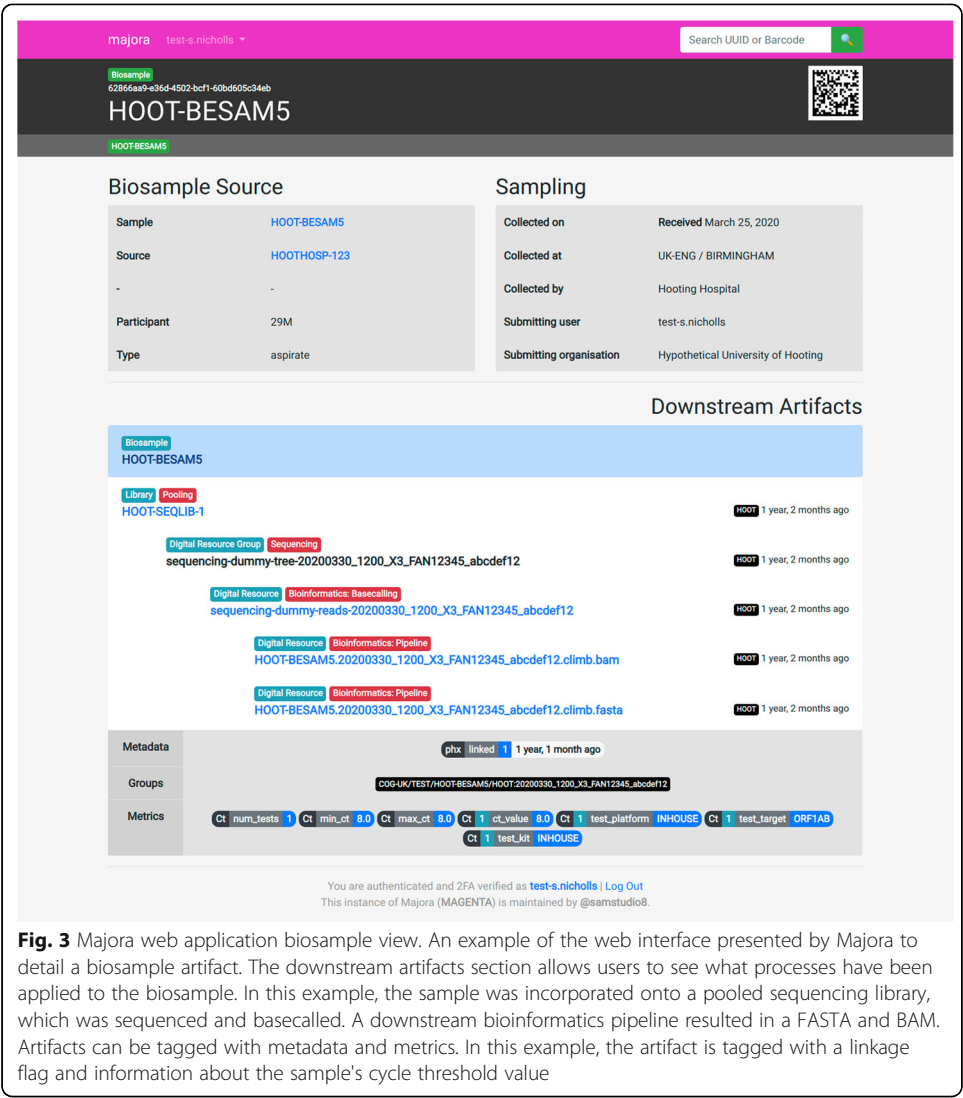 majora test-s.nicholls
Search UUID or Barcode
Biosample
62866aa9-e36d-4502-bcf1-60bd605c34eb
HOOT-BESAM5
HOOT-BESAM5
Biosample Source
Sample HOOT-BESAM5
Source HOOTHOSP-123
- -
Participant 29M
Type aspirate
Sampling
Collected on Received March 25, 2020
Collected at UK-ENG / BIRMINGHAM
Collected by Hooting Hospital
Submitting user test-s.nicholls
Submitting organisation Hypothetical University of Hooting
Downstream Artifacts
Biosample
HOOT-BESAM5
Library Pooling
HOOT-SEQLIB-1 HOOT 1 year, 2 months ago
Digital Resource Group Sequencing
sequencing-dummy-tree-20200330_1200_X3_FAN12345_abcdef12 HOOT 1 year, 2 months ago
Digital Resource Bioinformatics: Basecalling
sequencing-dummy-reads-20200330_1200_X3_FAN12345_abcdef12 HOOT 1 year, 2 months ago
Digital Resource Bioinformatics: Pipeline
HOOT-BESAM5.20200330_1200_X3_FAN12345_abcdef12.climb.bam HOOT 1 year, 2 months ago
Digital Resource Bioinformatics: Pipeline
HOOT-BESAM5.20200330_1200_X3_FAN12345_abcdef12.climb.fasta HOOT 1 year, 2 months ago
Metadata phx linked 1 1 year, 1 month ago
Groups COG-UK/TEST/HOOT-BESAM5/HOOT:20200330_1200_X3_FAN12345_abcdef12
Metrics Ct num_tests 1 Ct min_ct 8.0 Ct max_ct 8.0 Ct 1 ct_value 8.0 Ct 1 test_platform INHOUSE Ct 1 test_target ORF1AB
Ct 1 test_kit INHOUSE
You are authenticated and 2FA verified as test-s.nicholls | Log Out
This instance of Majora (MAGENTA) is maintained by @samstudio8.
Fig. 3 Majora web application biosample view. An example of the web interface presented by Majora to
detail a biosample artifact. The downstream artifacts section allows users to see what processes have been
applied to the biosample. In this example, the sample was incorporated onto a pooled sequencing library,
which was sequenced and basecalled. A downstream bioinformatics pipeline resulted in a FASTA and BAM.
Artifacts can be tagged with metadata and metrics. In this example, the artifact is tagged with a linkage
flag and information about the sample's cycle threshold value